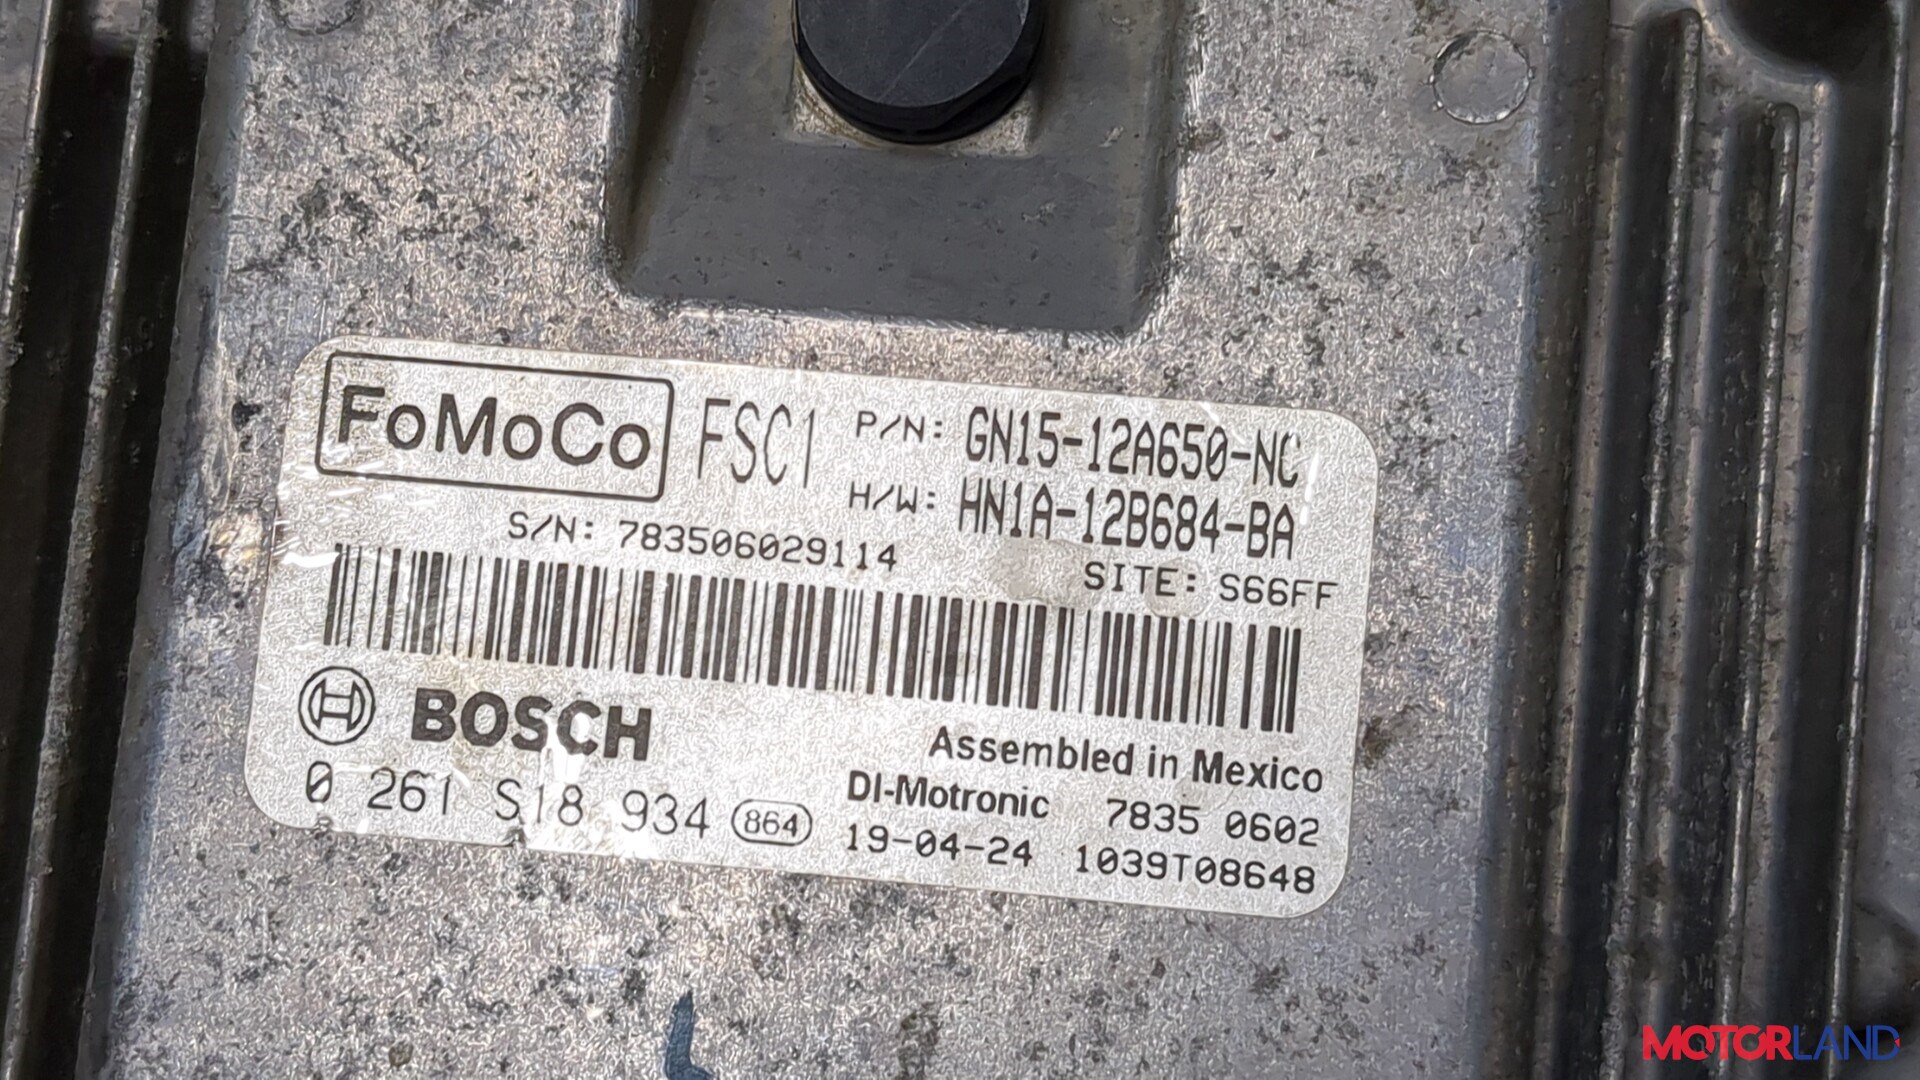 FoMoCo FSC1 P/N: GN15-12A650-NC
H/W: HN1A-12B684-BA
S/N: 783506029114
SITE: S66FF
BOSCH
Assembled in Mexico
0 261 S18 934 864
DI-Motronic 7835 0602
19-04-24 1039T08648
MOTORLAND